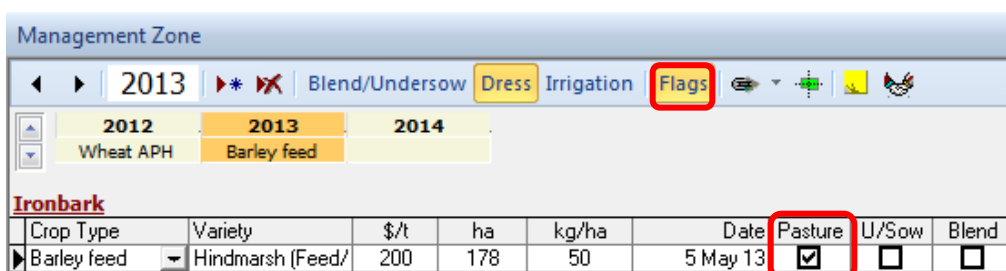 Management Zone
2013 Blend/Undersow Dress Irrigation Flags
2012 2013 2014
Wheat APH Barley feed
Ironbark
Crop Type Variety $/t ha kg/ha Date Pasture U/Sow Blend
Barley feed Hindmarsh (Feed/ 200 178 50 5 May 13